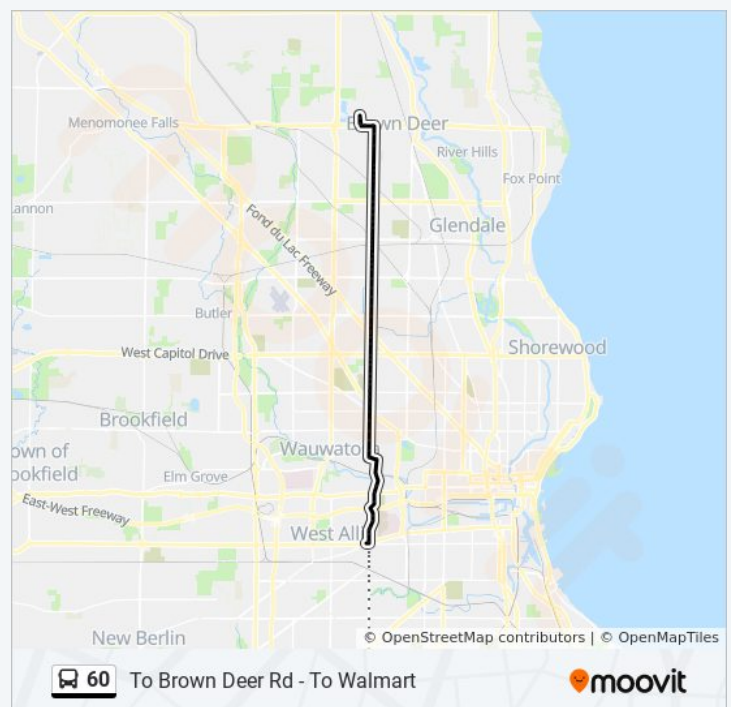 Menomonee Falls
Brown Deer
River Hills
Fox Point
Glendale
Fond du Lac Freeway
Butler
West Capitol Drive
Shorewood
Brookfield
Wauwatosa
Elm Grove
East-West Freeway
West Allis
New Berlin
© OpenStreetMap contributors | © OpenMapTiles
60 To Brown Deer Rd - To Walmart
moovit